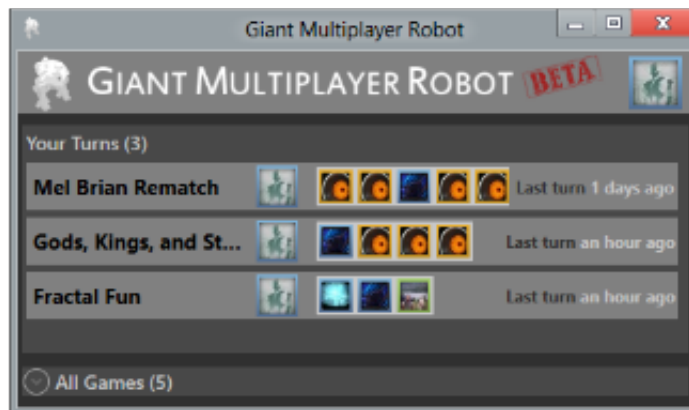 Giant Multiplayer Robot
GIANT MULTIPLAYER ROBOT BETA
Your Turns (3)
Mel Brian Rematch Last turn 1 days ago
Gods, Kings, and St... Last turn an hour ago
Fractal Fun Last turn an hour ago
All Games (5)